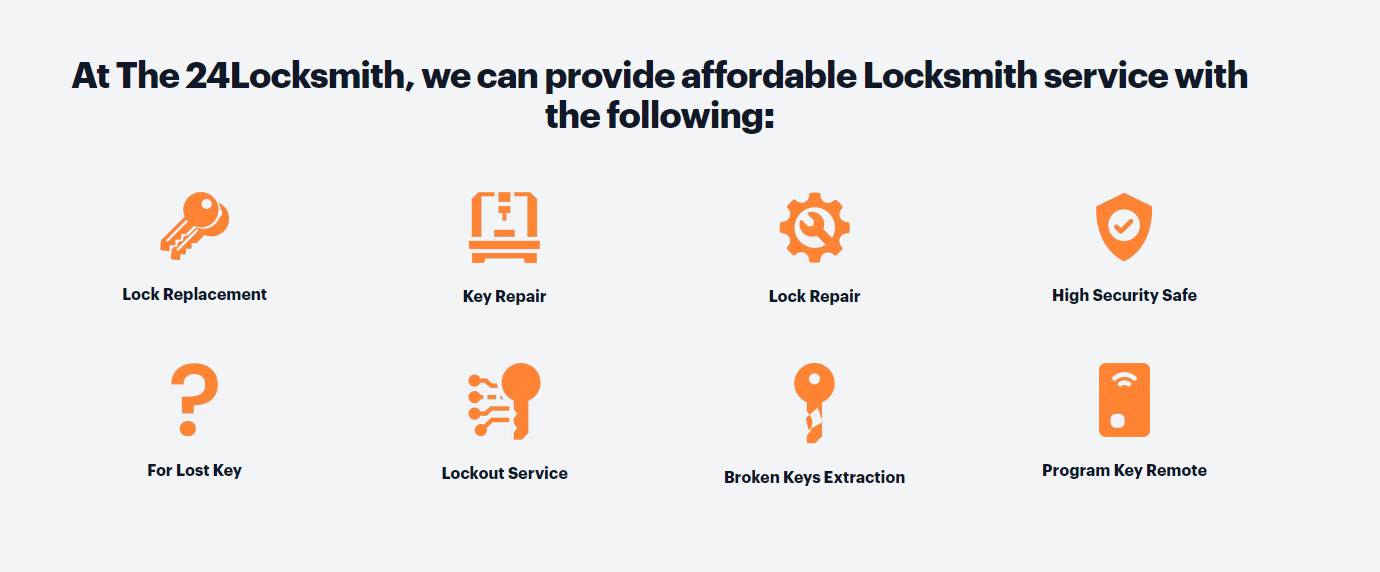 At The 24Locksmith, we can provide affordable Locksmith service with
the following:
Lock Replacement
Key Repair
Lock Repair
High Security Safe
For Lost Key
Lockout Service
Broken Keys Extraction
Program Key Remote